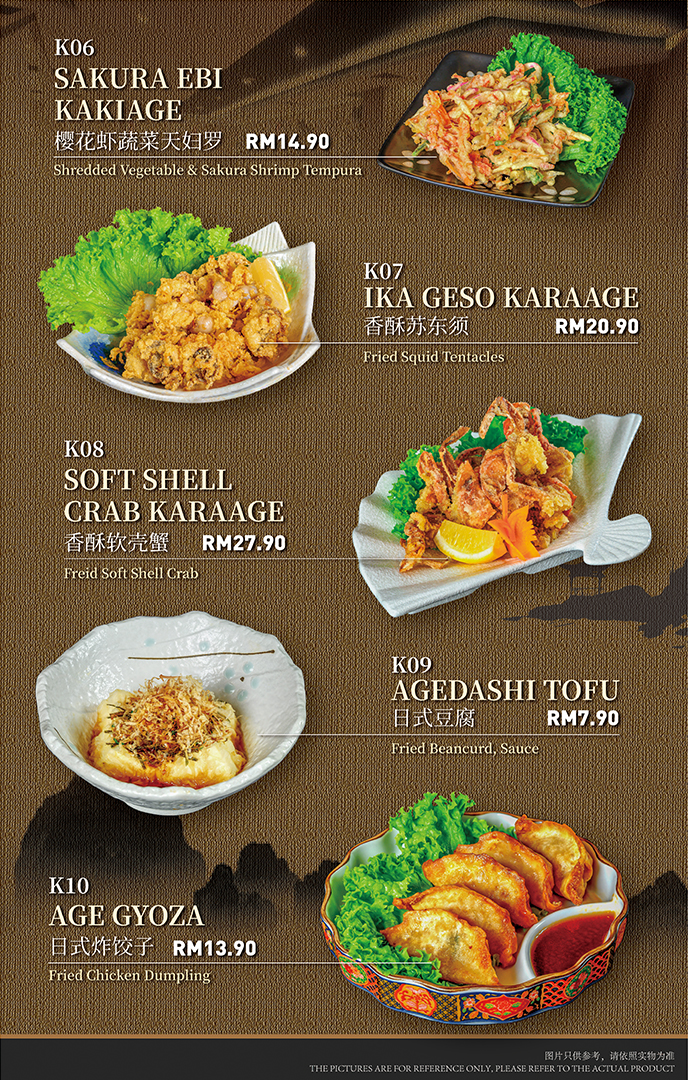 K06
SAKURA EBI
KAKIAGE
樱花虾蔬菜天妇罗 RM14.90
Shredded Vegetable & Sakura Shrimp Tempura
K07
IKA GESO KARAAGE
香酥苏东须 RM20.90
Fried Squid Tentacles
K08
SOFT SHELL
CRAB KARAAGE
香酥软壳蟹 RM27.90
Freid Soft Shell Crab
K09
AGEDASHI TOFU
日式豆腐 RM7.90
Fried Beancurd, Sauce
K10
AGE GYOZA
日式炸饺子 RM13.90
Fried Chicken Dumpling
图片只供参考，请依照实物为准
THE PICTURES ARE FOR REFERENCE ONLY, PLEASE REFER TO THE ACTUAL PRODUCT